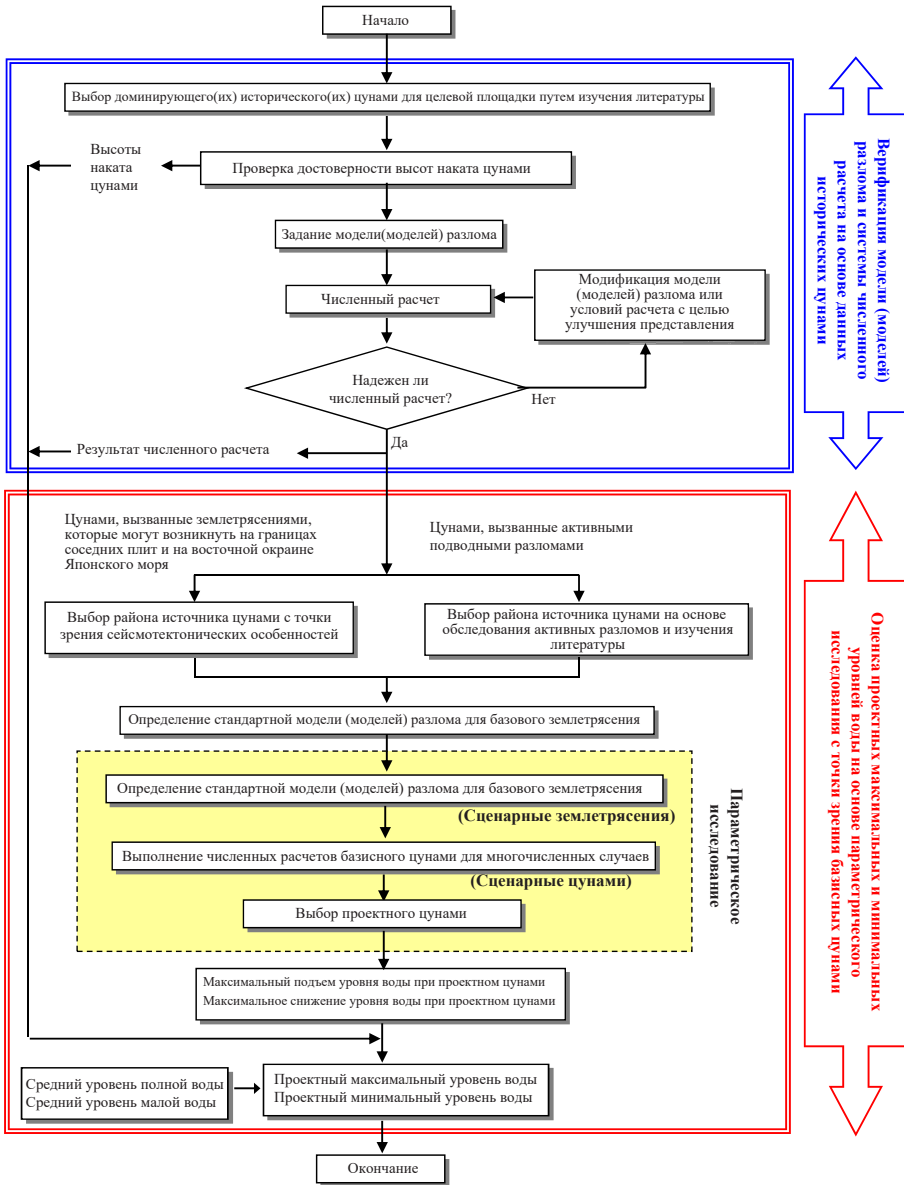 Начало
Выбор доминирующего(их) исторического(их) цунами для целевой площадки путем изучения литературы
Высоты
наката
цунами
Проверка достоверности высот наката цунами
Задание модели(моделей) разлома
Численный расчет
Модификация модели
(моделей) разлома или
условий расчета с целью
улучшения представления
Надежен ли
численный расчет?
Нет
Да
Результат численного расчета
Верификация модели (моделей)
разлома и системы численного
расчета на основе данных
исторических цунами
Цунами, вызванные землетрясениями,
которые могут возникнуть на границах
соседних плит и на восточной окраине
Японского моря
Цунами, вызванные активными
подводными разломами
Выбор района источника цунами с точки
зрения сейсмотектонических особенностей
Выбор района источника цунами на основе
обследования активных разломов и изучения
литературы
Определение стандартной модели (моделей) разлома для базового землетрясения
Определение стандартной модели (моделей) разлома для базового землетрясения
(Сценарные землетрясения)
Выполнение численных расчетов базисного цунами для многочисленных случаев
(Сценарные цунами)
Выбор проектного цунами
Параметрическое
исследование
Максимальный подъем уровня воды при проектном цунами
Максимальное снижение уровня воды при проектном цунами
Средний уровень полной воды
Средний уровень малой воды
Проектный максимальный уровень воды
Проектный минимальный уровень воды
Оценка проектных максимальных и минимальных
уровней воды на основе параметрического
исследования с точки зрения базисных цунами
Окончание